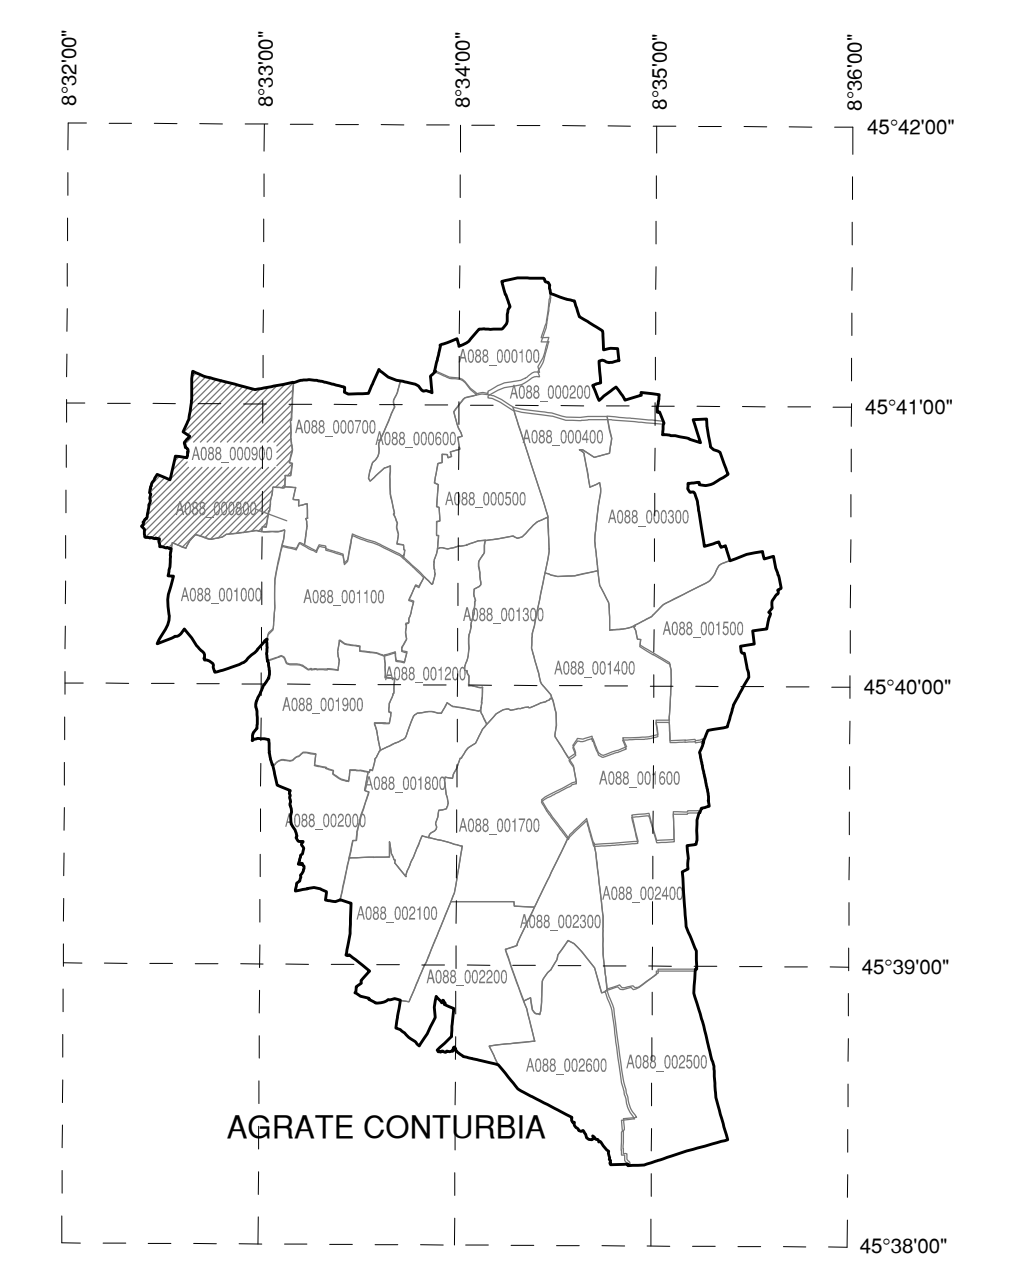 8°32'00"
8°33'00"
8°34'00"
8°35'00"
8°36'00"
45°42'00"
A088_000100
A088_000200
45°41'00"
A088_000700
A088_000600
A088_000400
A088_000900
A088_000500
A088_000800
A088_000300
A088_001000
A088_001100
A088_001300
A088_001500
A088_001200
A088_001400
45°40'00"
A088_001900
A088_001800
A088_001600
A088_002000
A088_001700
A088_002400
A088_002100
A088_002300
45°39'00"
A088_002200
A088_002600
A088_002500
AGRATE CONTURBIA
45°38'00"